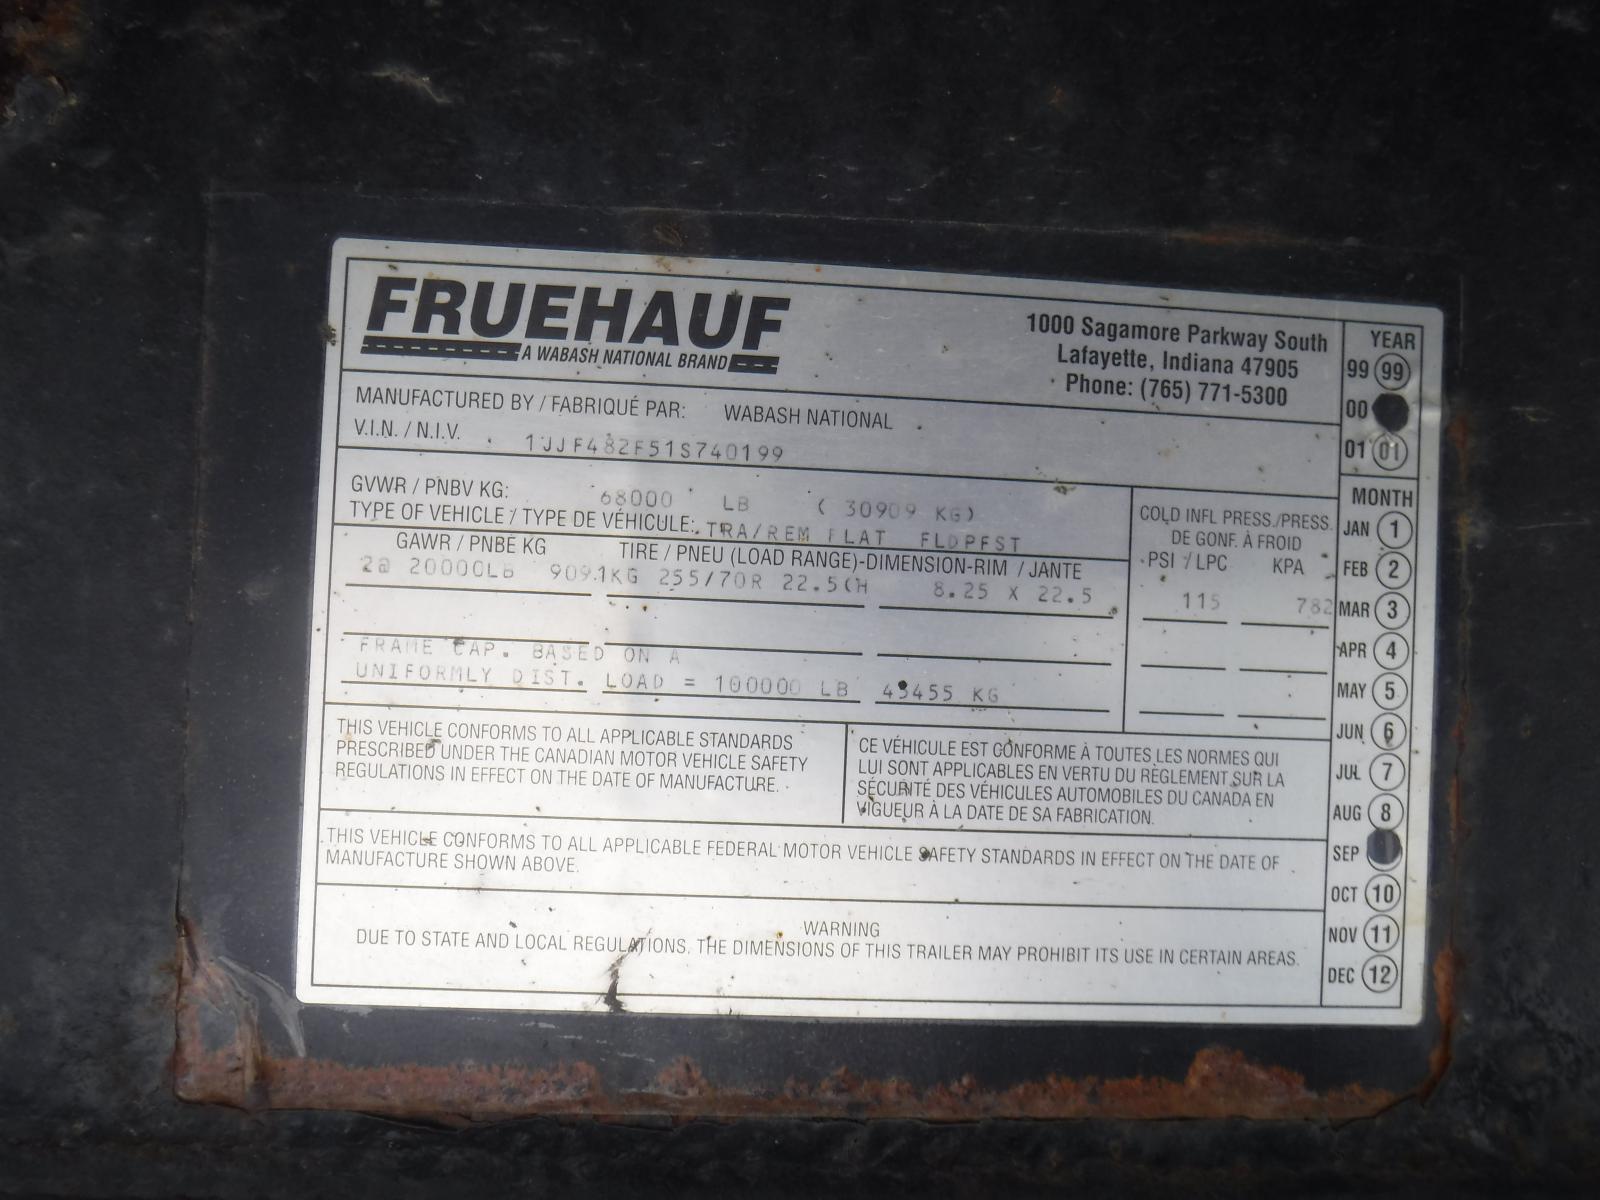 FRUEHAUF
A WABASH NATIONAL BRAND
1000 Sagamore Parkway South
Lafayette, Indiana 47905
Phone: (765) 771-5300
MANUFACTURED BY / FABRIQUÉ PAR: WABASH NATIONAL
V.I.N. / N.I.V. 1JJF482F51S740199
GVWR / PNBV KG: 68000 LB ( 30909 KG)
TYPE OF VEHICLE / TYPE DE VÉHICULE: TRA/REM FLAT FLDPFST
GAWR / PNBE KG TIRE / PNEU (LOAD RANGE)-DIMENSION-RIM / JANTE
2@ 20000LB 9091KG 255/70R 22.5(H 8.25 X 22.5
COLD INFL PRESS./PRESS.
DE GONF. À FROID
PSI / LPC KPA
115 782
FRAME CAP. BASED ON A
UNIFORMLY DIST. LOAD = 100000 LB 45455 KG
THIS VEHICLE CONFORMS TO ALL APPLICABLE STANDARDS
PRESCRIBED UNDER THE CANADIAN MOTOR VEHICLE SAFETY
REGULATIONS IN EFFECT ON THE DATE OF MANUFACTURE.
CE VÉHICULE EST CONFORME À TOUTES LES NORMES QUI
LUI SONT APPLICABLES EN VERTU DU RÈGLEMENT SUR LA
SÉCURITÉ DES VÉHICULES AUTOMOBILES DU CANADA EN
VIGUEUR À LA DATE DE SA FABRICATION.
THIS VEHICLE CONFORMS TO ALL APPLICABLE FEDERAL MOTOR VEHICLE SAFETY STANDARDS IN EFFECT ON THE DATE OF
MANUFACTURE SHOWN ABOVE.
WARNING
DUE TO STATE AND LOCAL REGULATIONS. THE DIMENSIONS OF THIS TRAILER MAY PROHIBIT ITS USE IN CERTAIN AREAS.
YEAR
99 99
00
01 01
MONTH
JAN 1
FEB 2
MAR 3
APR 4
MAY 5
JUN 6
JUL 7
AUG 8
SEP
OCT 10
NOV 11
DEC 12